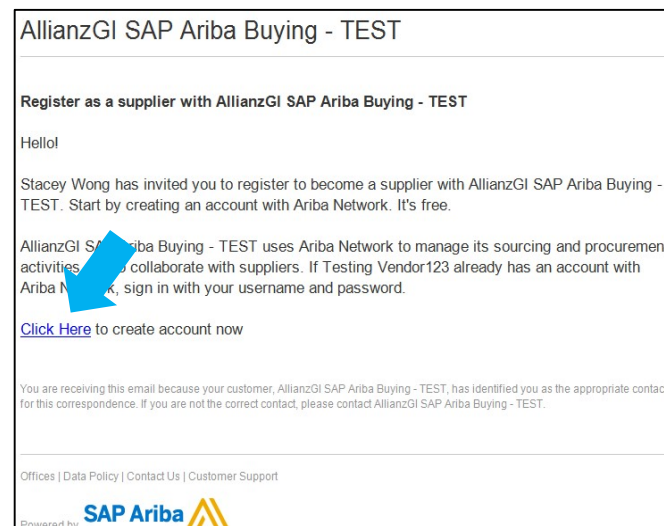 AllianzGI SAP Ariba Buying - TEST
Register as a supplier with AllianzGI SAP Ariba Buying - TEST
Hello!
Stacey Wong has invited you to register to become a supplier with AllianzGI SAP Ariba Buying -
TEST. Start by creating an account with Ariba Network. It's free.
AllianzGI Ariba Buying - TEST uses Ariba Network to manage its sourcing and procuremen
activities collaborate with suppliers. If Testing Vendor123 already has an account with
Ariba sign in with your username and password.
Click Here to create account now
You are receiving this email because your customer, AllianzGI SAP Ariba Buying - TEST, has identified you as the appropriate contac
for this correspondence. If you are not the correct contact, please contact AllianzGI SAP Ariba Buying - TEST.
Offices | Data Policy | Contact Us | Customer Support
Powered by SAP Ariba